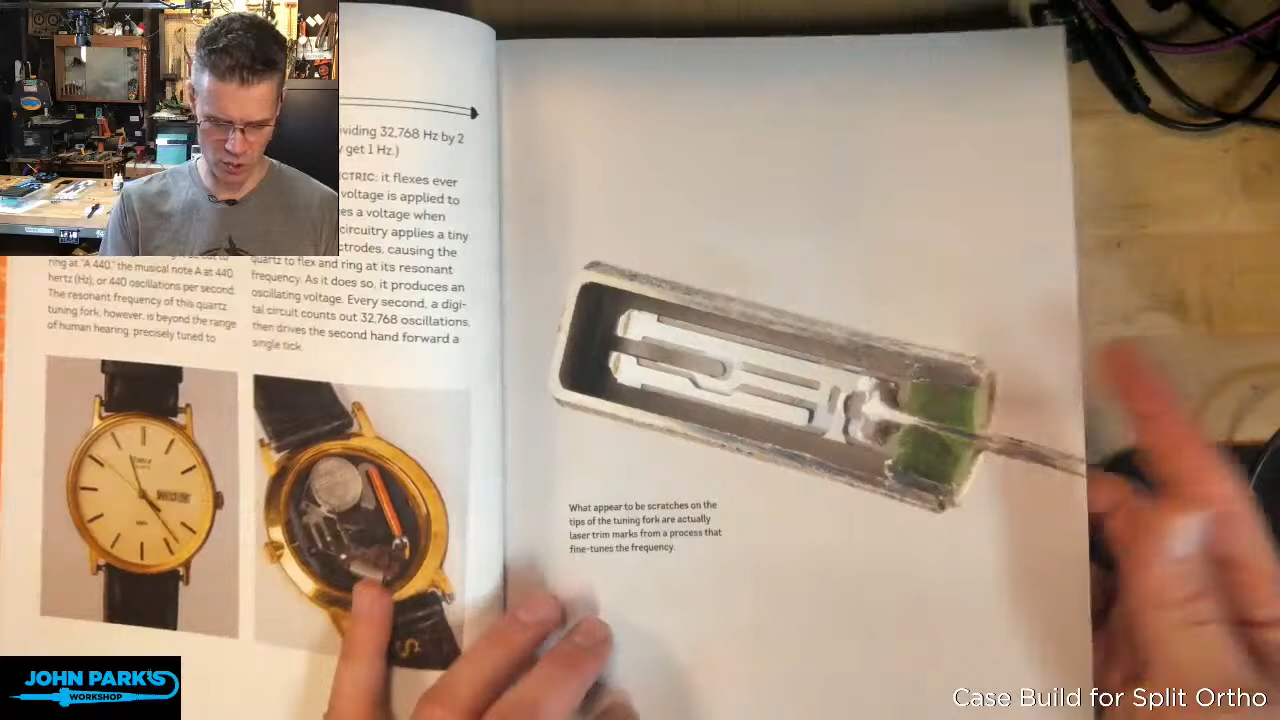 ring at "A 440," the musical note A at 440
hertz (Hz), or 440 oscillations per second.
The resonant frequency of this quartz
tuning fork, however, is beyond the range
of human hearing, precisely tuned to
ividing 32,768 Hz by 2
get 1 Hz.)
CTRIC: it flexes ever
voltage is applied to
es a voltage when
circuitry applies a tiny
ctrodes, causing the
quartz to flex and ring at its resonant
frequency. As it does so, it produces an
oscillating voltage. Every second, a digi-
tal circuit counts out 32,768 oscillations,
then drives the second hand forward a
single tick.
What appear to be scratches on the
tips of the tuning fork are actually
laser trim marks from a process that
fine-tunes the frequency.
JOHN PARK'S
WORKSHOP
Case Build for Split Ortho